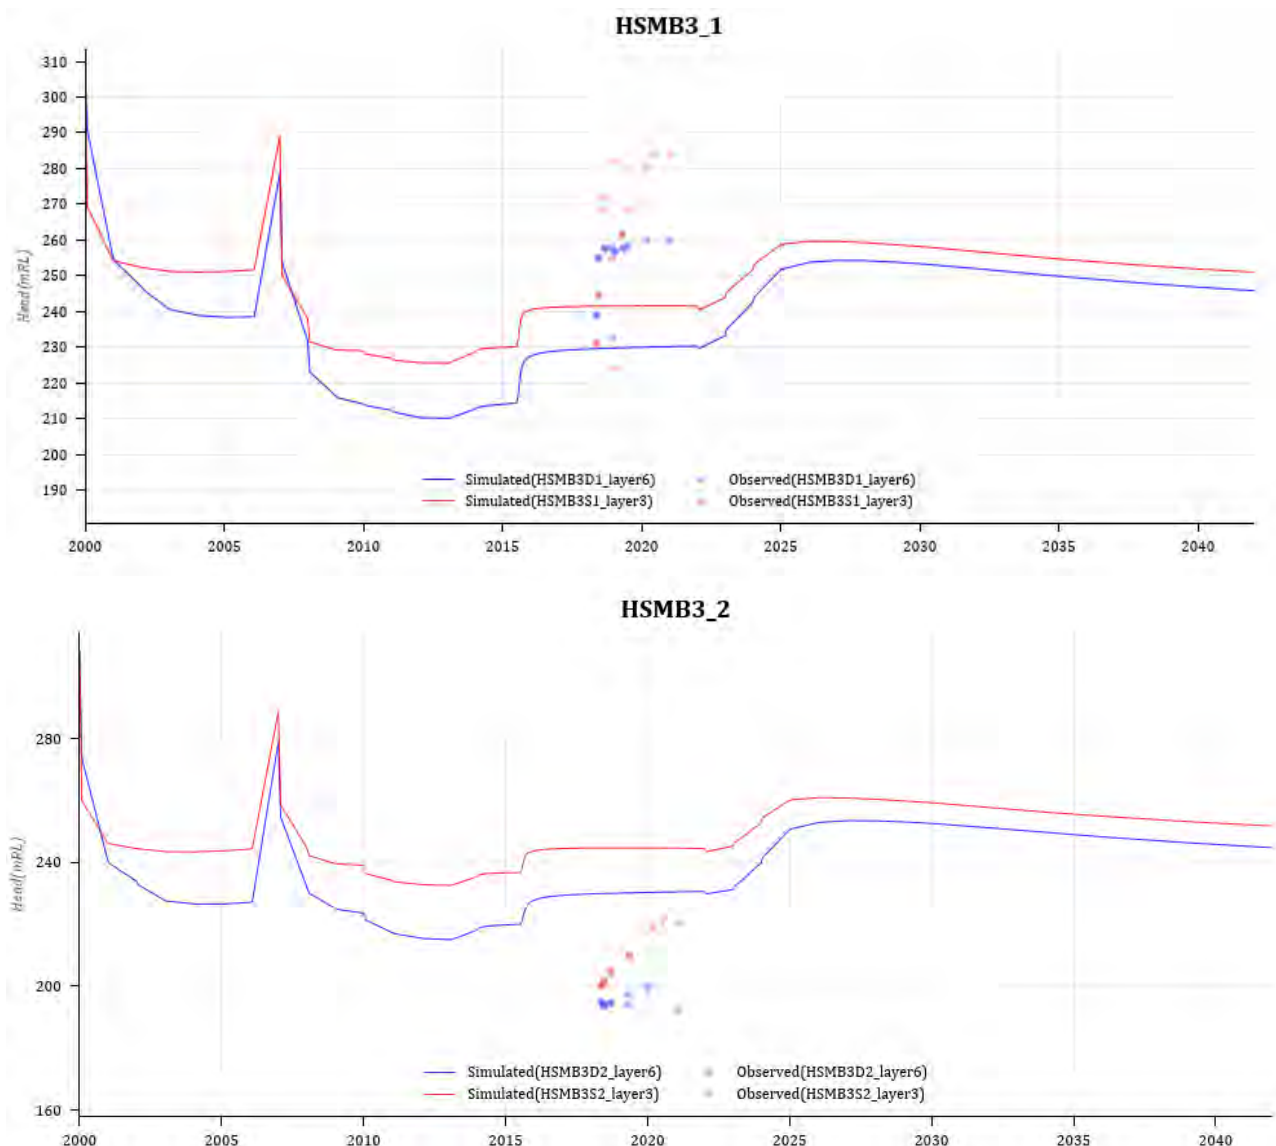 HSMB3_1
310
300
290
280
270
260
250
240
230
220
210
200
190
Head(mRL)
Simulated(HSMB3D1_layer6) Observed(HSMB3D1_layer6)
Simulated(HSMB3S1_layer3) Observed(HSMB3S1_layer3)
2000 2005 2010 2015 2020 2025 2030 2035 2040
HSMB3_2
280
240
200
160
Head(mRL)
Simulated(HSMB3D2_layer6) Observed(HSMB3D2_layer6)
Simulated(HSMB3S2_layer3) Observed(HSMB3S2_layer3)
2000 2005 2010 2015 2020 2025 2030 2035 2040